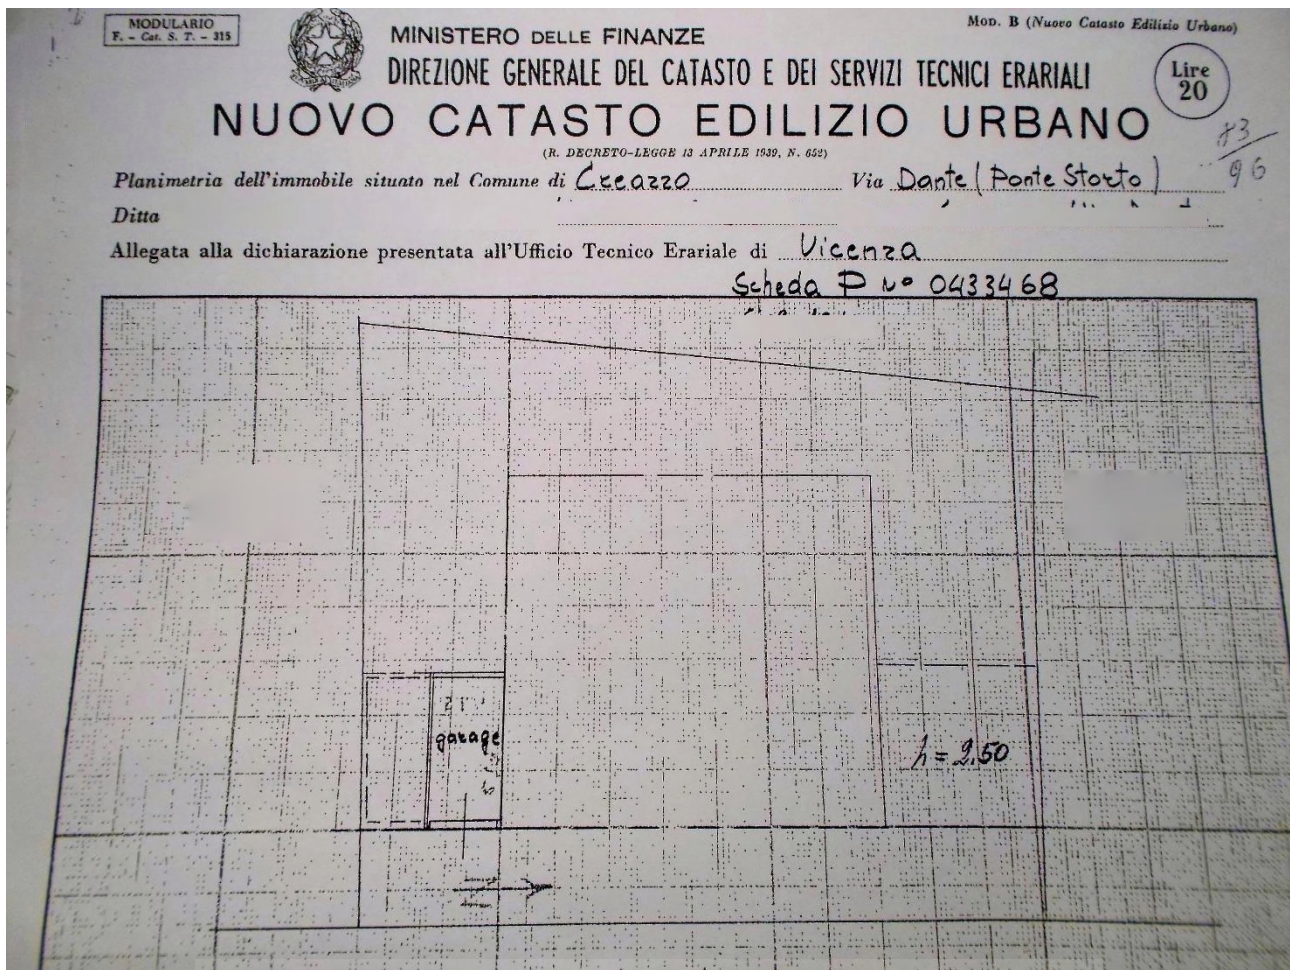 MODULARIO
F. - Cat. S. T. - 315
Mod. B (Nuovo Catasto Edilizio Urbano)
MINISTERO DELLE FINANZE
DIREZIONE GENERALE DEL CATASTO E DEI SERVIZI TECNICI ERARIALI
Lire
20
NUOVO CATASTO EDILIZIO URBANO
(R. DECRETO-LEGGE 13 APRILE 1939, N. 652)
83/96
Planimetria dell'immobile situato nel Comune di Creazzo Via Dante (Ponte Storto)
Ditta
Allegata alla dichiarazione presentata all'Ufficio Tecnico Erariale di Vicenza
Scheda P No 0433468
garage
h = 2.50